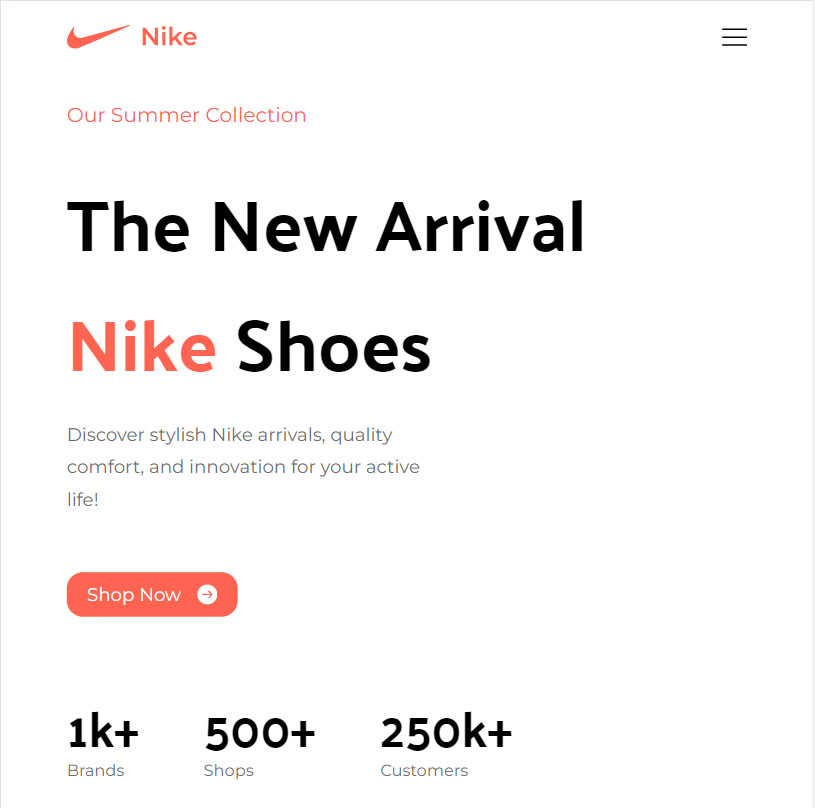 Nike
Our Summer Collection
The New Arrival
Nike Shoes
Discover stylish Nike arrivals, quality
comfort, and innovation for your active
life!
Shop Now
1k+ 500+ 250k+
Brands Shops Customers